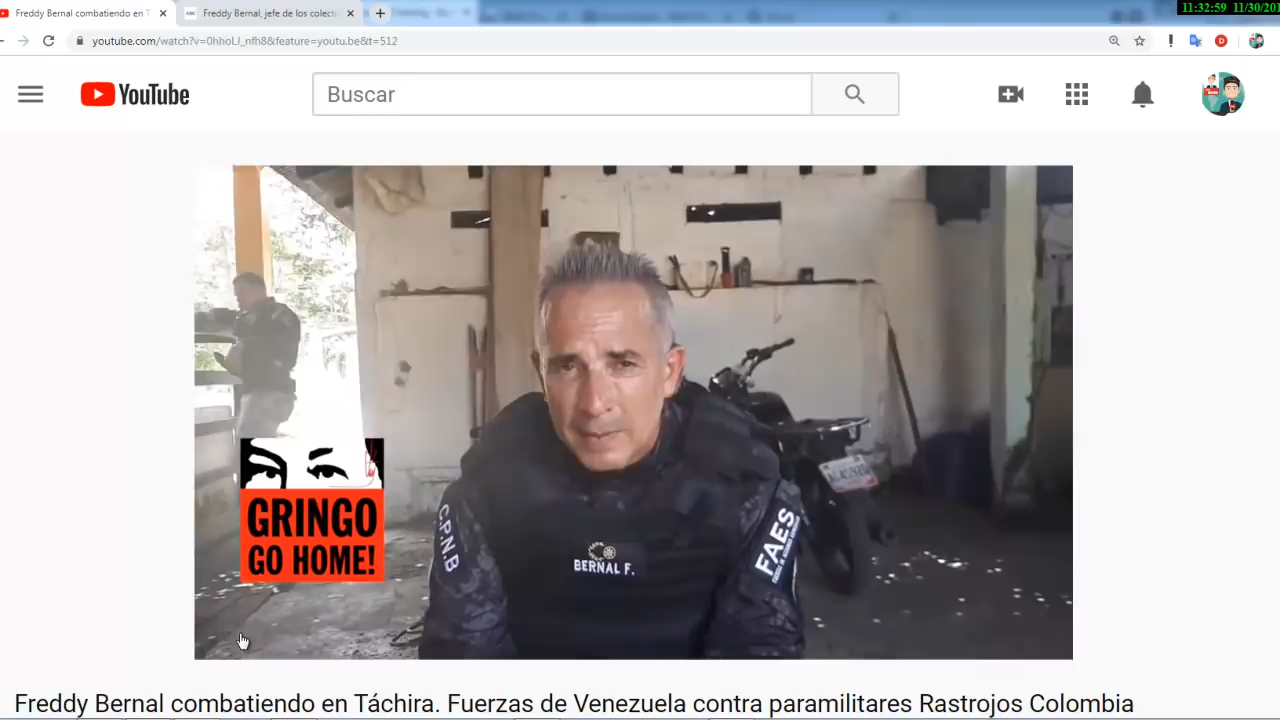 Freddy Bernal combatiendo en T
Freddy Bernal, jefe de los colecti
11:32:59 11/30/201
youtube.com/watch?v=0hhoLJ_nfh8&feature=youtu.be&t=512
YouTube
Buscar
GRINGO
GO HOME!
C.P.N.B
BERNAL F.
FAES
Freddy Bernal combatiendo en Táchira. Fuerzas de Venezuela contra paramilitares Rastrojos Colombia